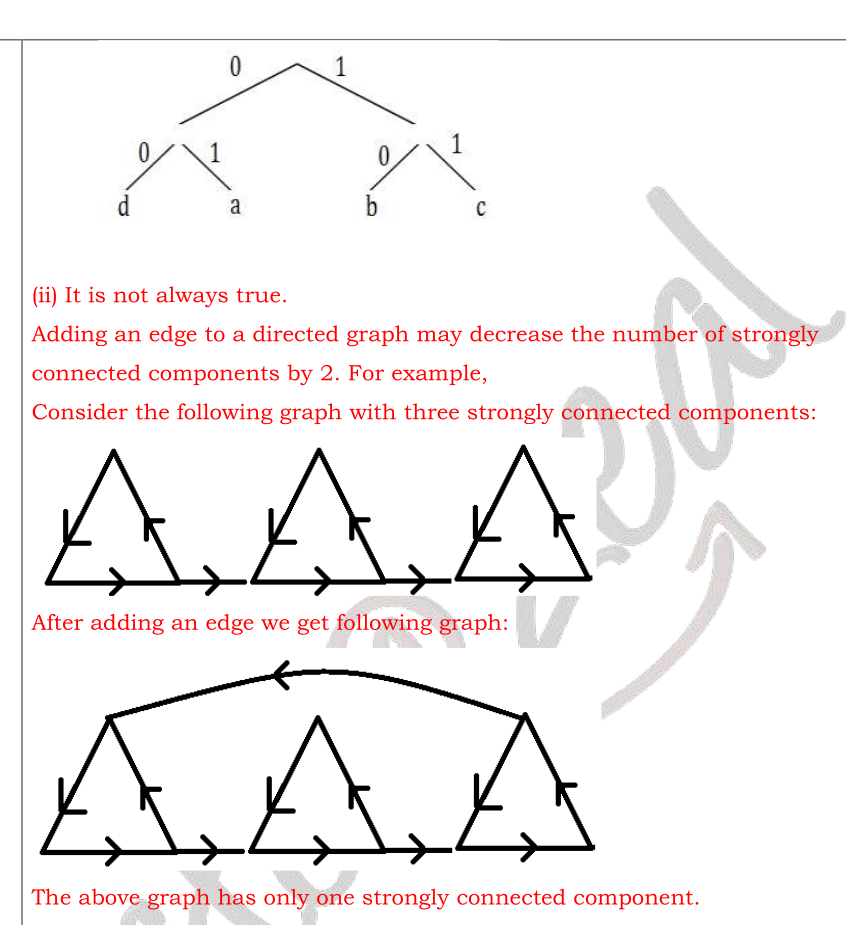 0 1
0 1 0 1
d a b c
(ii) It is not always true.
Adding an edge to a directed graph may decrease the number of strongly
connected components by 2. For example,
Consider the following graph with three strongly connected components:
After adding an edge we get following graph:
The above graph has only one strongly connected component.